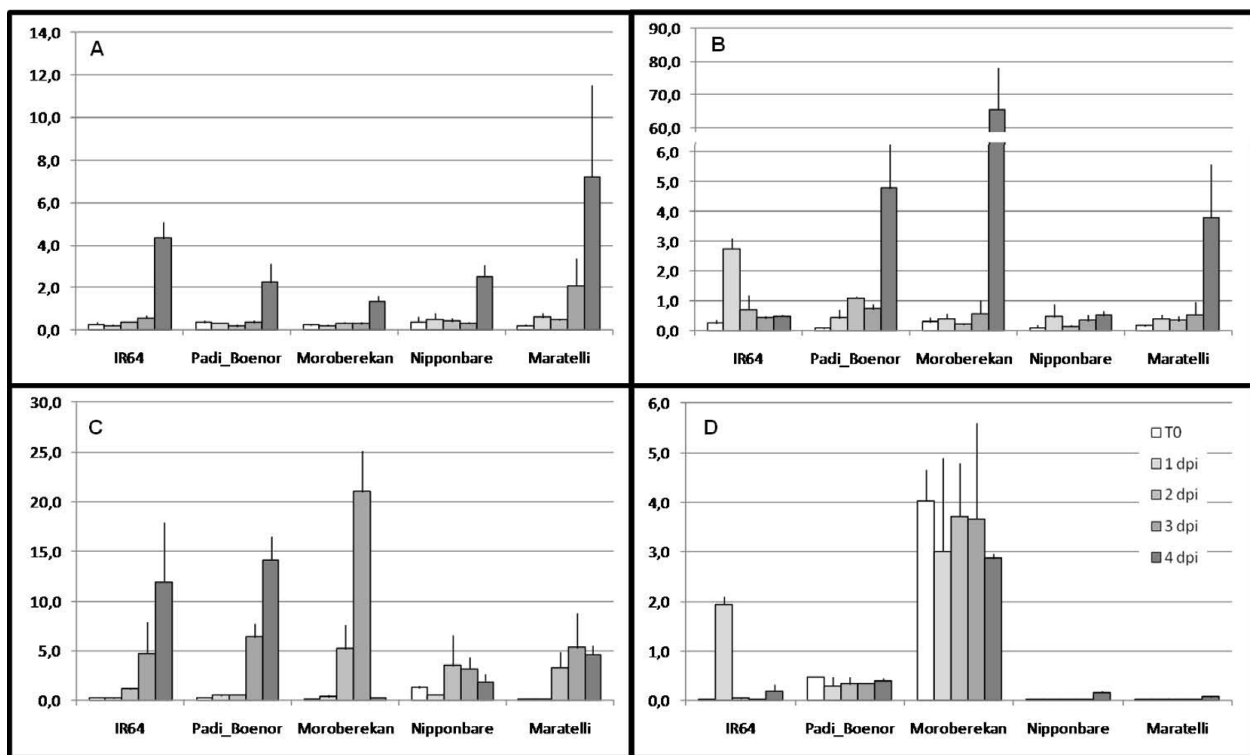 A
14,0
12,0
10,0
8,0
6,0
4,0
2,0
0,0
IR64 Padi_Boenor Moroberekan Nipponbare Maratelli
B
90,0
80,0
70,0
60,0
6,0
5,0
4,0
3,0
2,0
1,0
0,0
IR64 Padi_Boenor Moroberekan Nipponbare Maratelli
C
30,0
25,0
20,0
15,0
10,0
5,0
0,0
IR64 Padi_Boenor Moroberekan Nipponbare Maratelli
D
6,0
5,0
4,0
3,0
2,0
1,0
0,0
T0
1 dpi
2 dpi
3 dpi
4 dpi
IR64 Padi_Boenor Moroberekan Nipponbare Maratelli